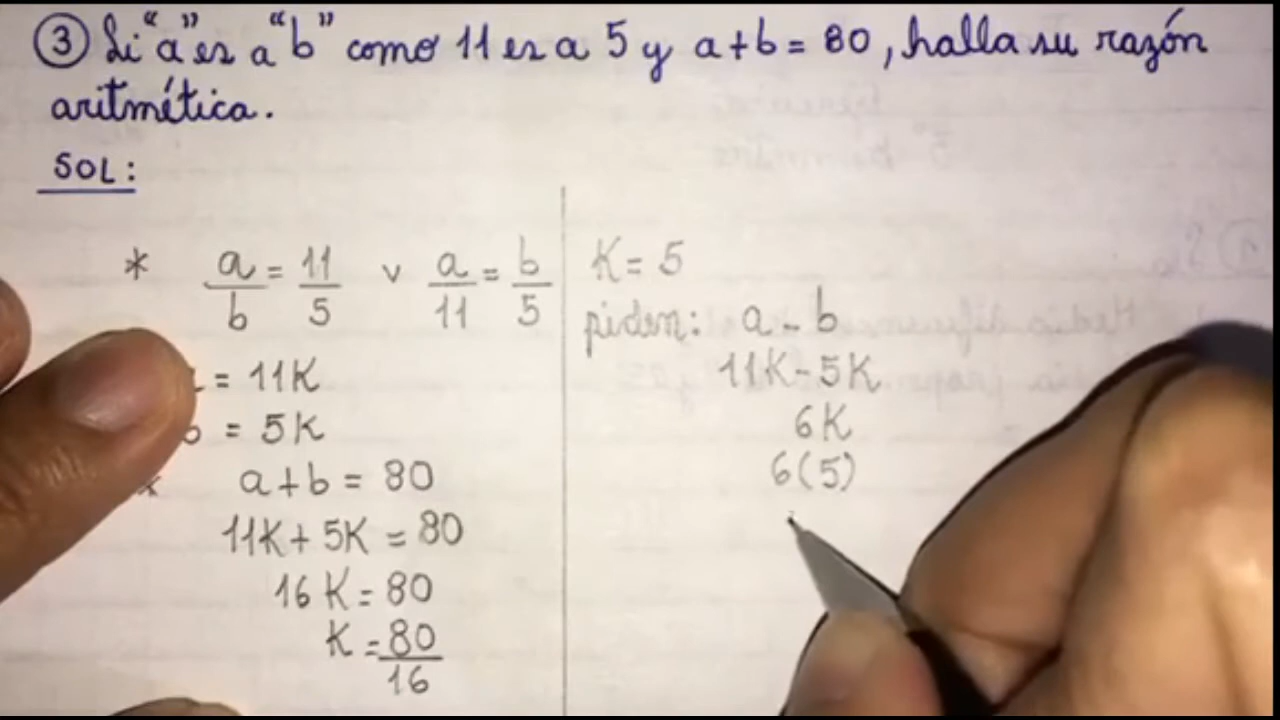 ③ Si “a” es a “b” como 11 es a 5 y a + b = 80, halla su razón
aritmética.
SOL:
* a/b = 11/5 v a/11 = b/5
= 11K
= 5K
a + b = 80
11K + 5K = 80
16K = 80
K = 80/16
K = 5
piden: a - b
11K - 5K
6K
6(5)